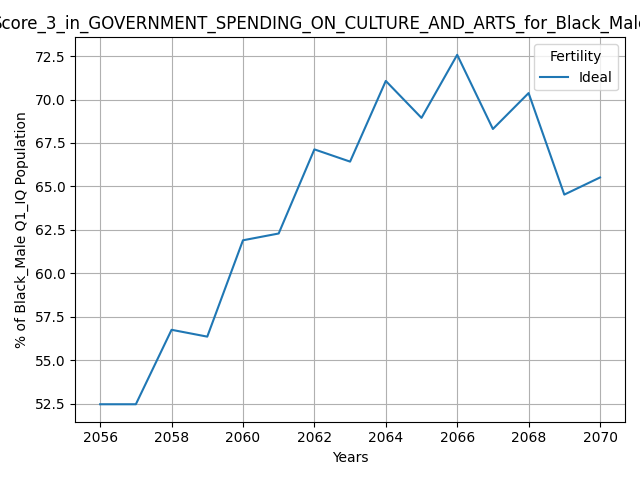 Score_3_in_GOVERNMENT_SPENDING_ON_CULTURE_AND_ARTS_for_Black_Male
Fertility
Ideal
% of Black_Male Q1_IQ Population
72.5
70.0
67.5
65.0
62.5
60.0
57.5
55.0
52.5
2056 2058 2060 2062 2064 2066 2068 2070
Years